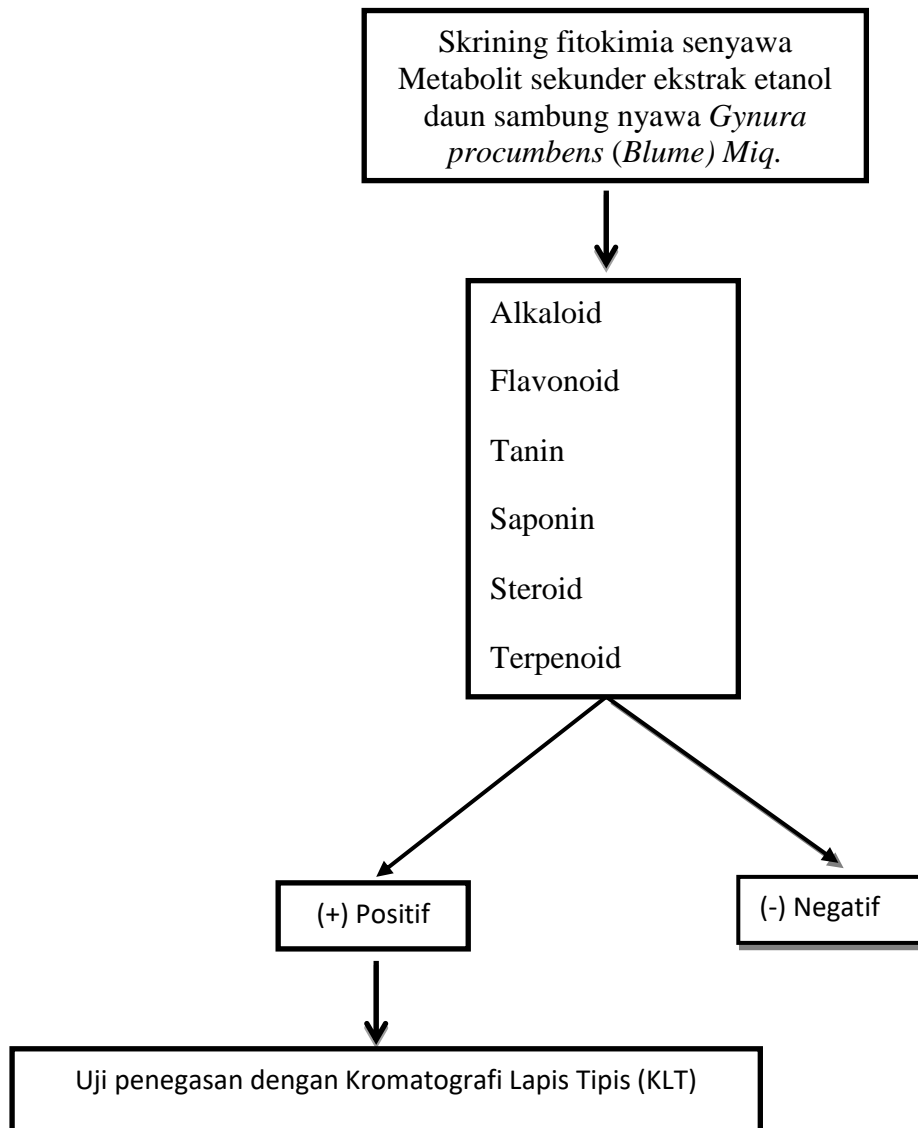 Skrining fitokimia senyawa
Metabolit sekunder ekstrak etanol
daun sambung nyawa Gynura
procumbens (Blume) Miq.
Alkaloid
Flavonoid
Tanin
Saponin
Steroid
Terpenoid
(+) Positif
(-) Negatif
Uji penegasan dengan Kromatografi Lapis Tipis (KLT)